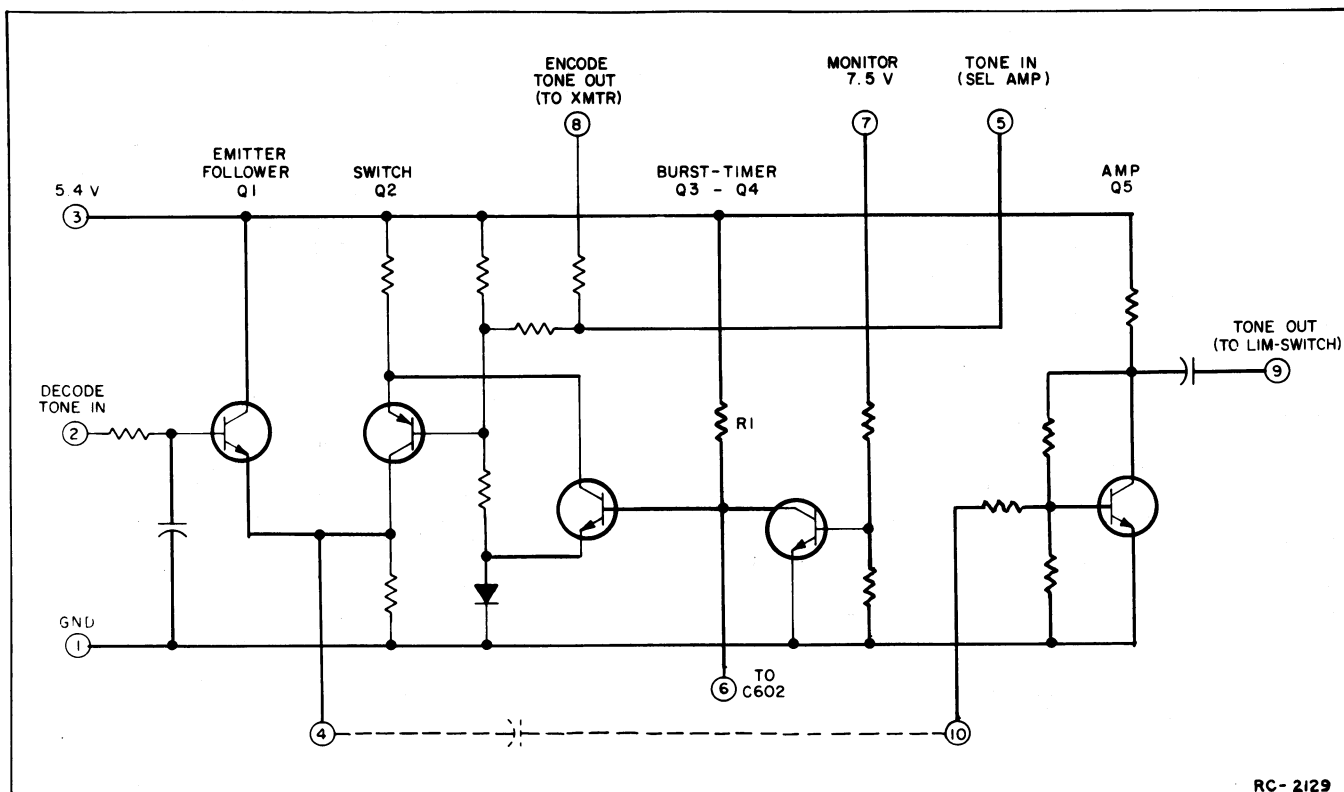 ENCODE
TONE OUT
(TO XMTR)
8
MONITOR
7.5 V
7
TONE IN
(SEL AMP)
5
EMITTER
FOLLOWER
Q1
SWITCH
Q2
BURST-TIMER
Q3 - Q4
AMP
Q5
5.4 V
3
TONE OUT
(TO LIM-SWITCH)
9
DECODE
TONE IN
2
R1
GND
1
6
TO
C602
4
10
RC-2129